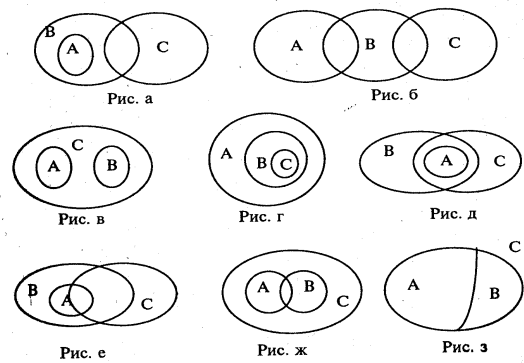 B A C
Рис. а
A B C
Рис. б
C A B
Рис. в
A B C
Рис. г
B A C
Рис. д
B A C
Рис. е
A B C
Рис. ж
C A B
Рис. з